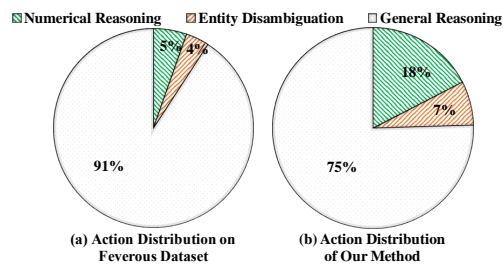 Numerical Reasoning Entity Disambiguation General Reasoning
5% 4%
91%
18%
7%
75%
(a) Action Distribution on
Feverous Dataset
(b) Action Distribution
of Our Method